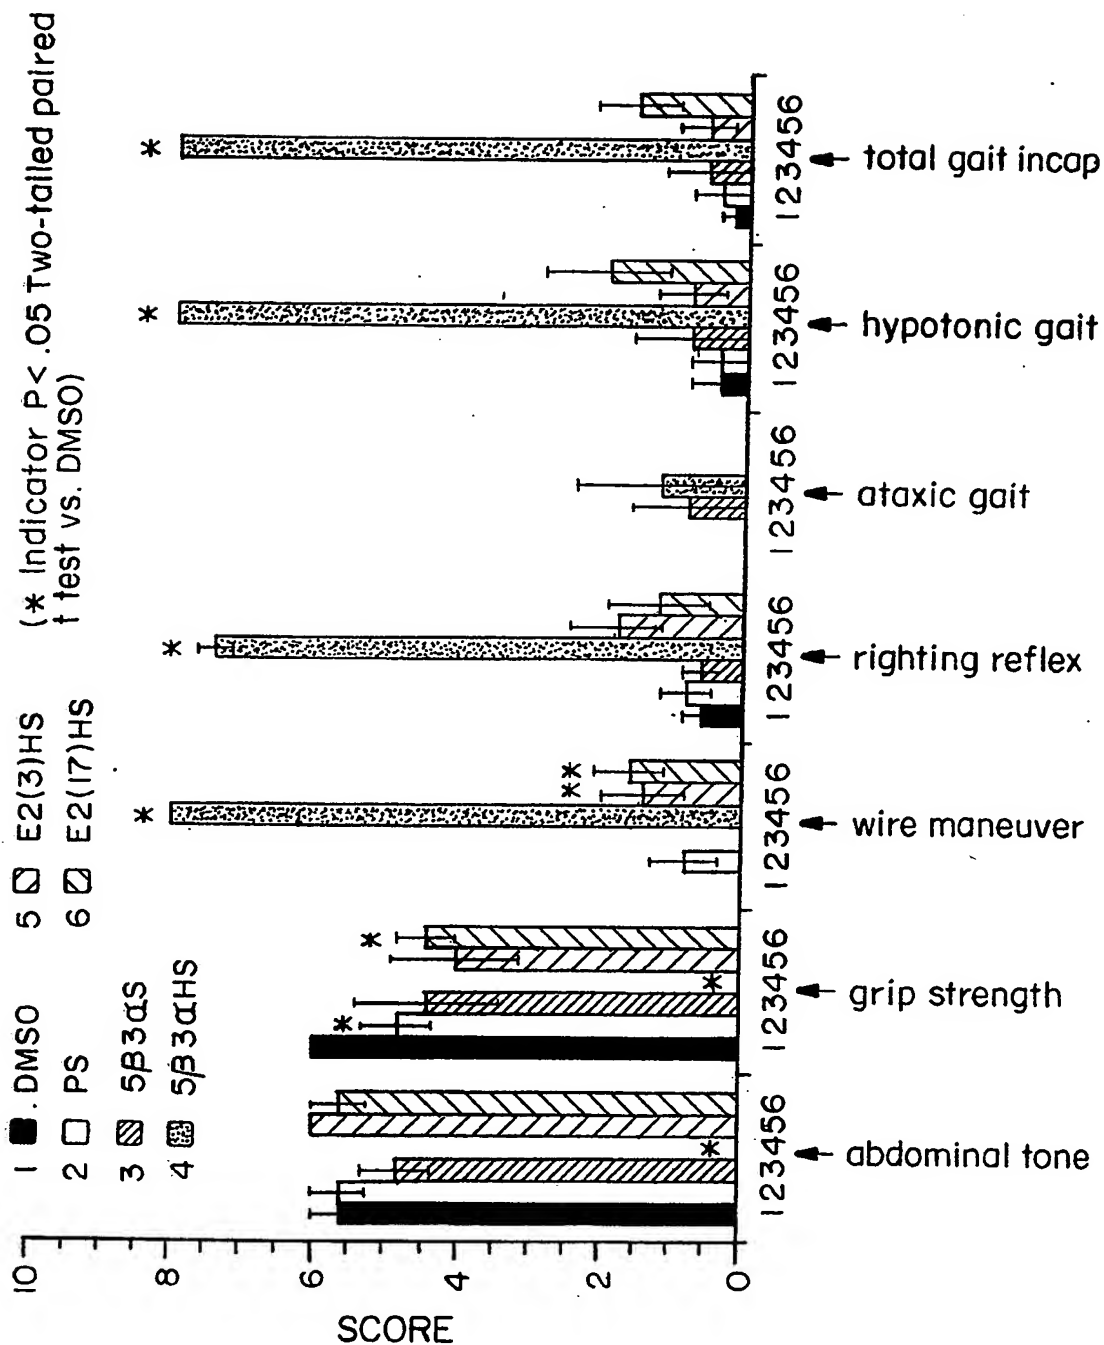 1 DMSO
2 PS
3 5β3αS
4 5β3αHS
5 E2(3)HS
6 E2(17)HS
(* Indicator P< .05 Two-tailed paired
t test vs. DMSO)
SCORE
10
8
6
4
2
0
*
*
*
*
*
*
*
*
*
*
123456
123456
123456
123456
123456
123456
123456
abdominal tone
grip strength
wire maneuver
righting reflex
ataxic gait
hypotonic gait
total gait incap